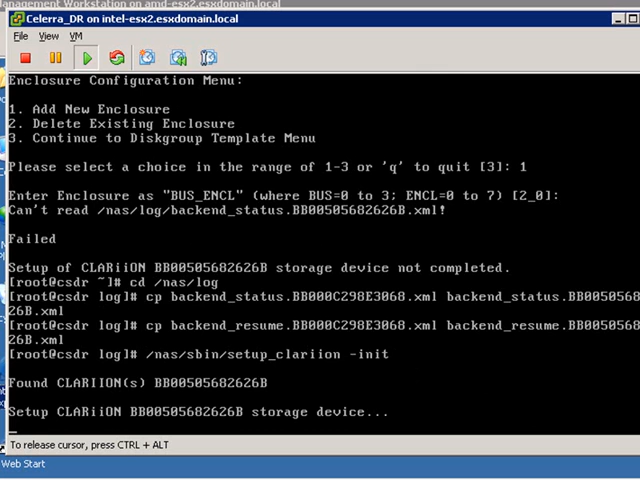 Management Workstation on amd-esx2.esxdomain.local
Celerra_DR on intel-esx2.esxdomain.local
File View VM
Enclosure Configuration Menu:
1. Add New Enclosure
2. Delete Existing Enclosure
3. Continue to Diskgroup Template Menu
Please select a choice in the range of 1-3 or 'q' to quit [3]: 1
Enter Enclosure as "BUS_ENCL" (where BUS=0 to 3; ENCL=0 to 7) [2_0]:
Can't read /nas/log/backend_status.BB00505682626B.xml!
Failed
Setup of CLARiiON BB00505682626B storage device not completed.
[root@csdr ~]# cd /nas/log
[root@csdr log]# cp backend_status.BB000C298E3068.xml backend_status.BB0050568
26B.xml
[root@csdr log]# cp backend_resume.BB000C298E3068.xml backend_resume.BB0050568
26B.xml
[root@csdr log]# /nas/sbin/setup_clariion -init
Found CLARIION(s) BB00505682626B
Setup CLARiiON BB00505682626B storage device...
_
To release cursor, press CTRL + ALT
Web Start